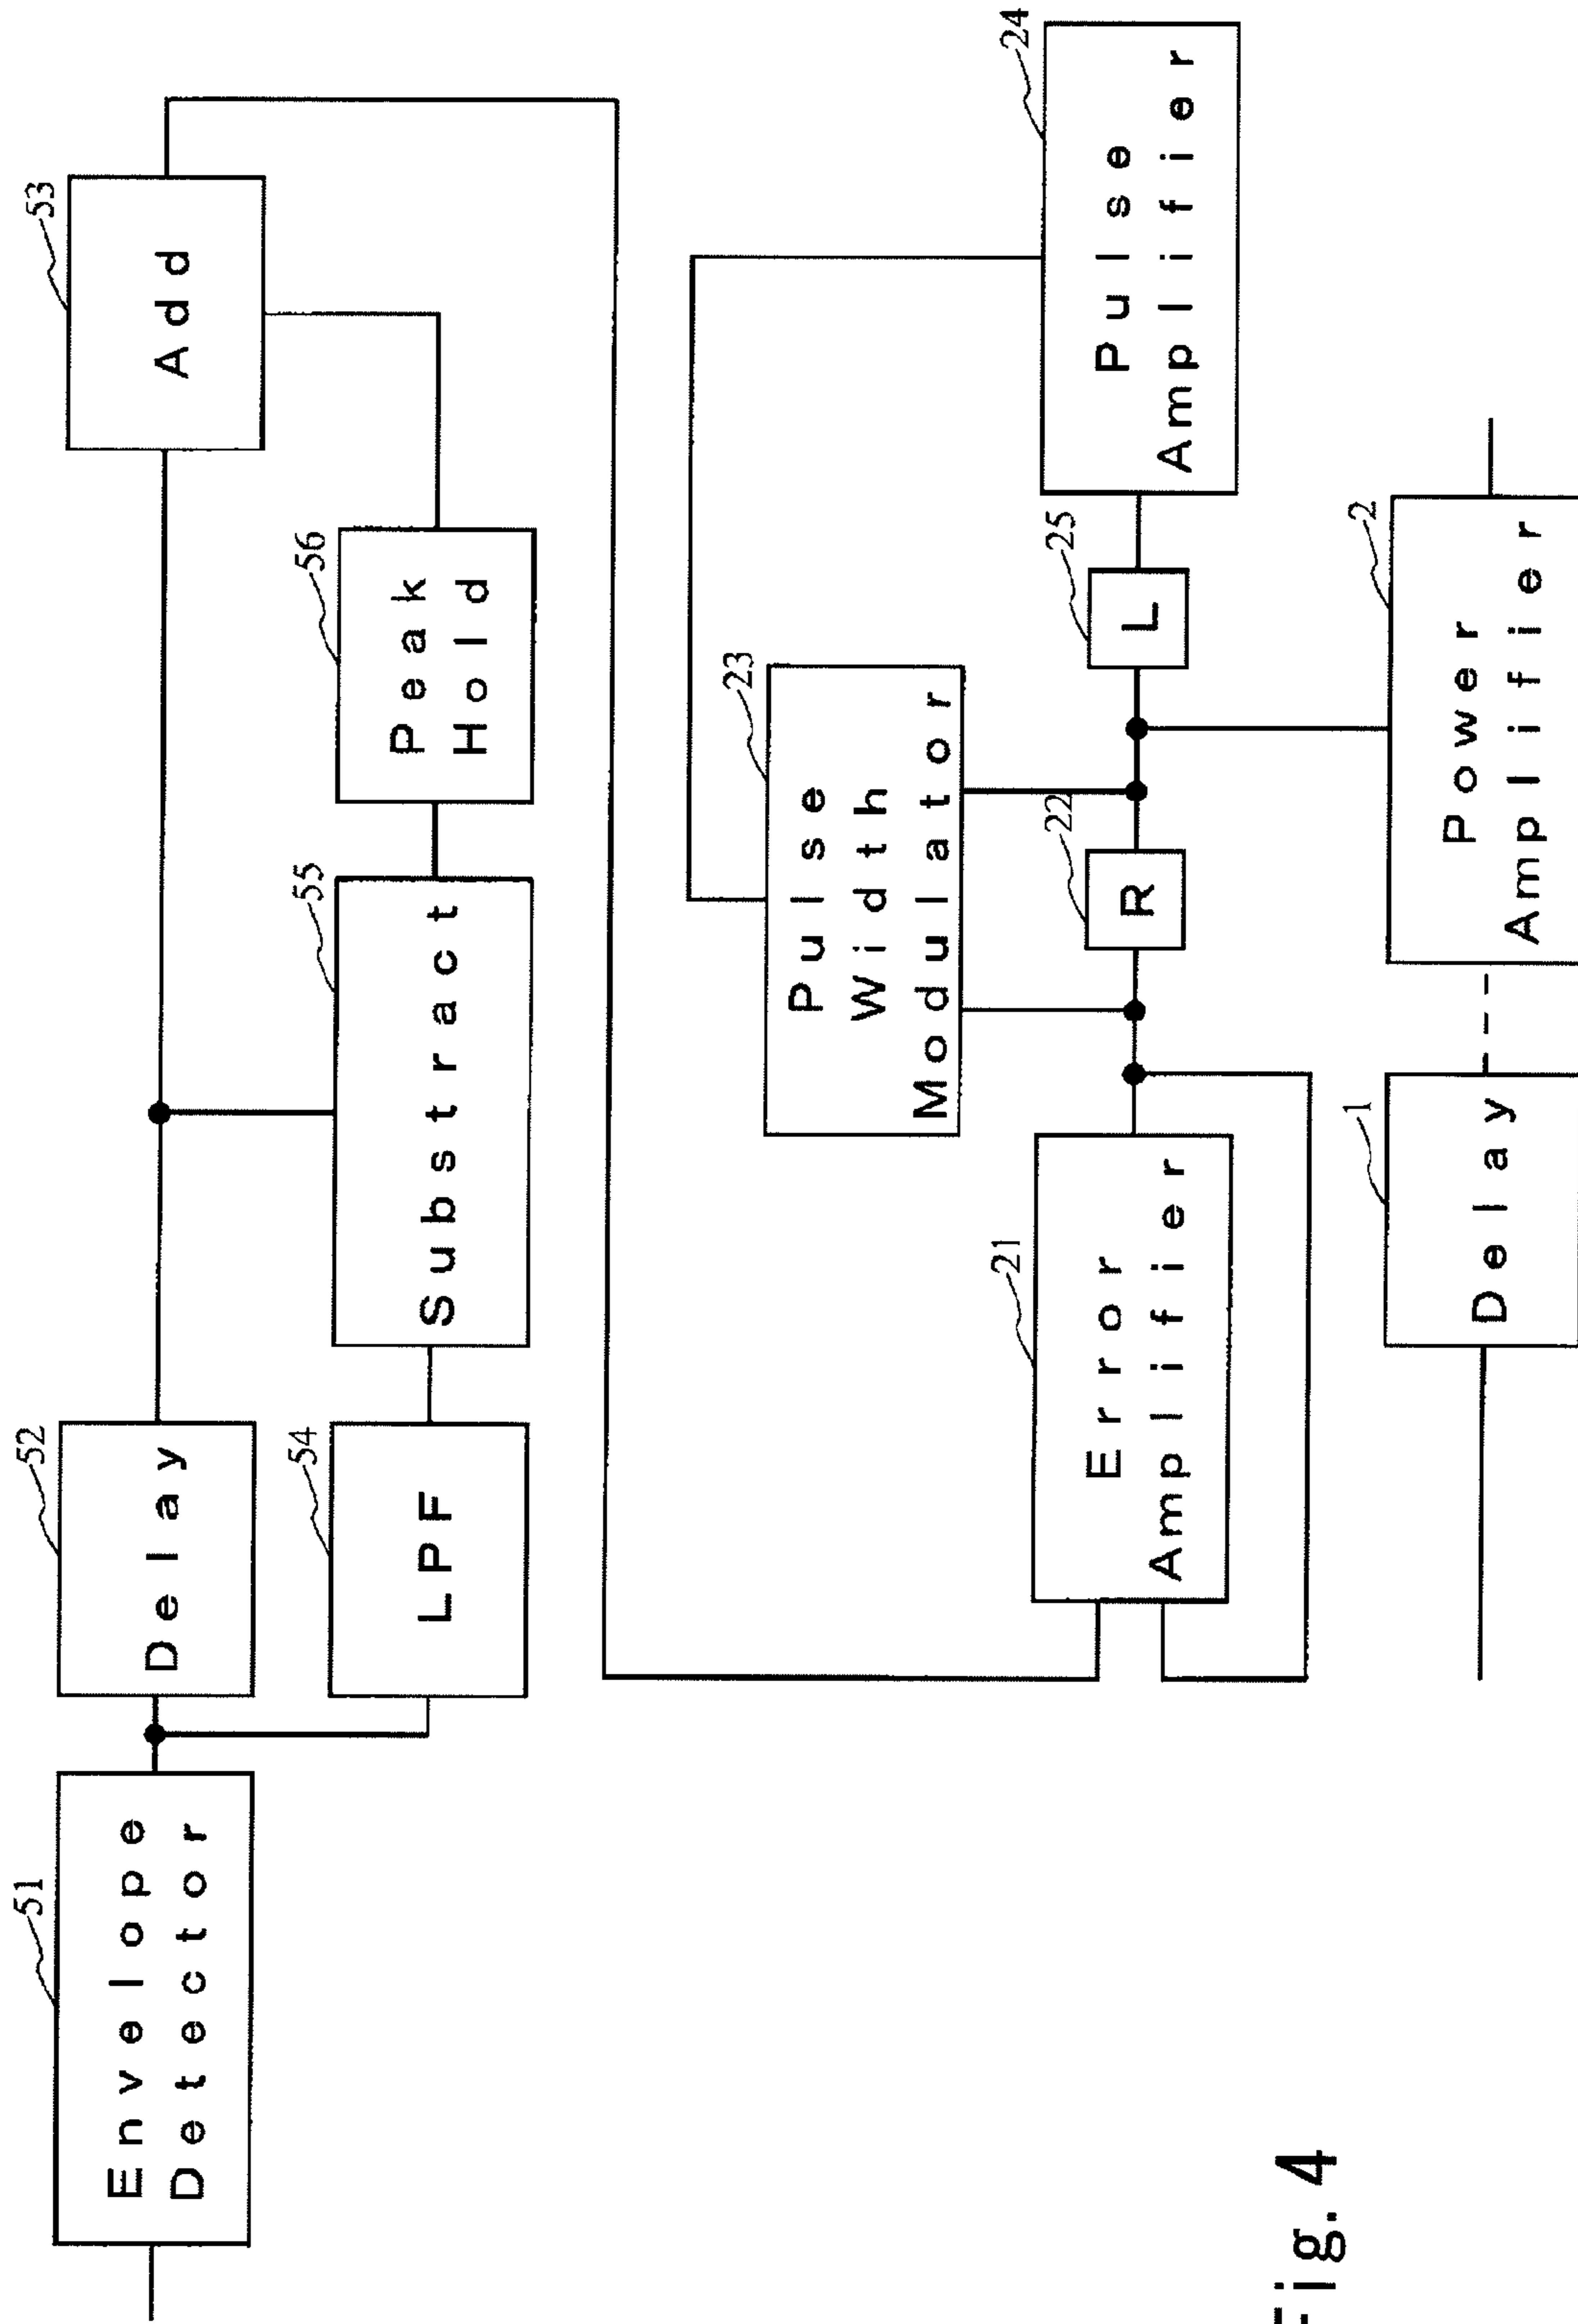 51
Envelope
Detector
52
Delay
53
Add
54
LPF
55
Substract
56
Peak
Hold
23
Pulse
Width
Modulator
21
Error
Amplifier
22
R
25
L
24
Pulse
Amplifier
1
Delay
2
Power
Amplifier
Fig. 4